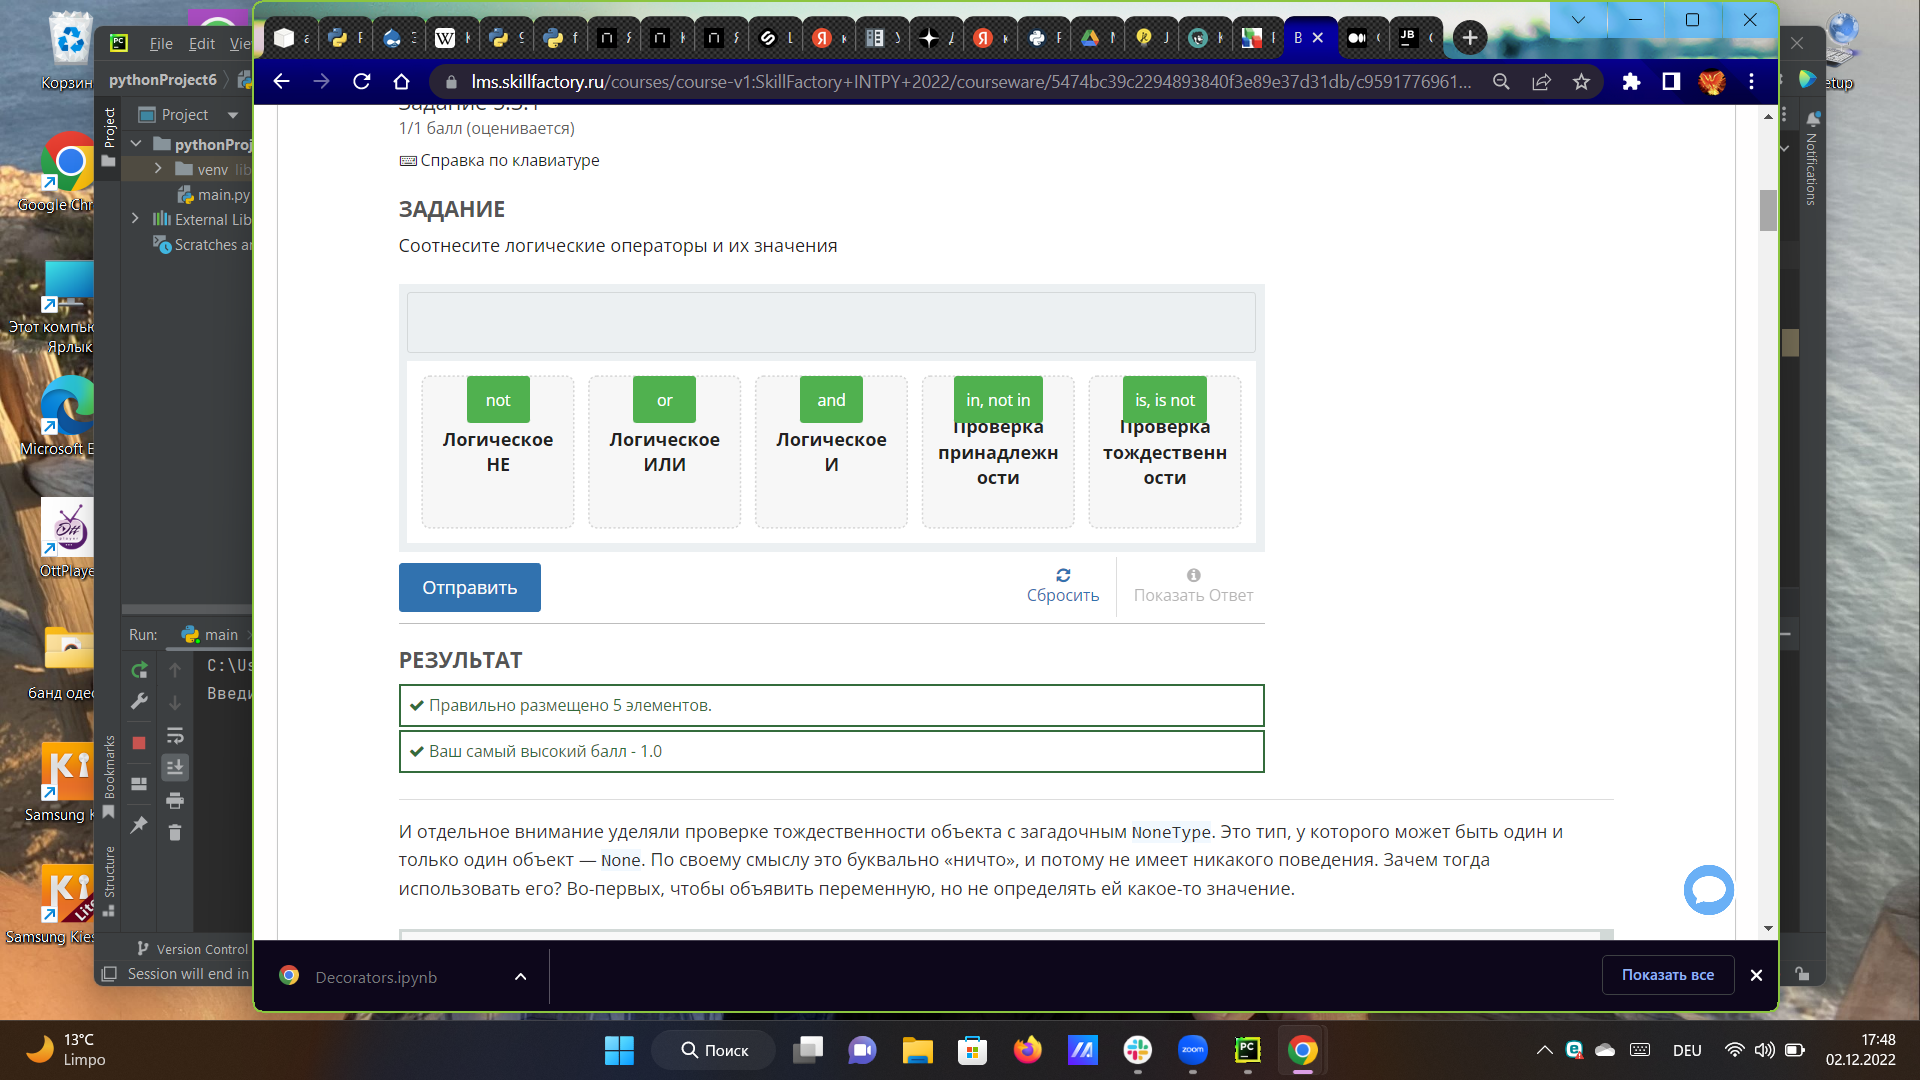 Корзин
File Edit Vie
pythonProject6
Project
Project
pythonProj
venv lib
main.py
External Lib
Scratches an
Google Chr
Этот компьк
Ярлык
Microsoft E
OttPlaye
банд одес
Samsung K
Samsung Kies
Run: main
C:\Us
Введи
Bookmarks
Structure
Version Control
Session will end in
lms.skillfactory.ru/courses/course-v1:SkillFactory+INTPY+2022/courseware/5474bc39c2294893840f3e89e37d31db/c9591776961...
etup
Notifications
1/1 балл (оценивается)
Справка по клавиатуре
ЗАДАНИЕ
Соотнесите логические операторы и их значения
not or and in, not in is, is not
Логическое НЕ
Логическое ИЛИ
Логическое И
Проверка принадлежн ости
Проверка тождественн ости
Отправить
Сбросить
Показать Ответ
РЕЗУЛЬТАТ
Правильно размещено 5 элементов.
Ваш самый высокий балл - 1.0
И отдельное внимание уделяли проверке тождественности объекта с загадочным NoneType. Это тип, у которого может быть один и
только один объект — None. По своему смыслу это буквально «ничто», и потому не имеет никакого поведения. Зачем тогда
использовать его? Во-первых, чтобы объявить переменную, но не определять ей какое-то значение.
Decorators.ipynb
Показать все
13°C
Limpo
Поиск
DEU
17:48
02.12.2022